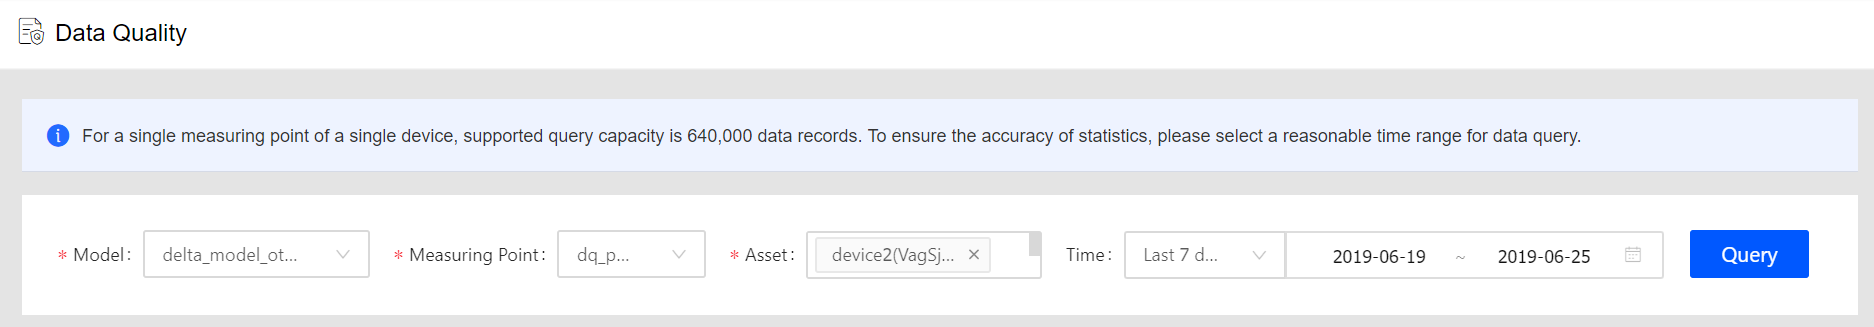 Data Quality
For a single measuring point of a single device, supported query capacity is 640,000 data records. To ensure the accuracy of statistics, please select a reasonable time range for data query.
* Model: delta_model_ot... * Measuring Point: dq_p... * Asset: device2(VagSj... × Time: Last 7 d... 2019-06-19 ~ 2019-06-25 Query